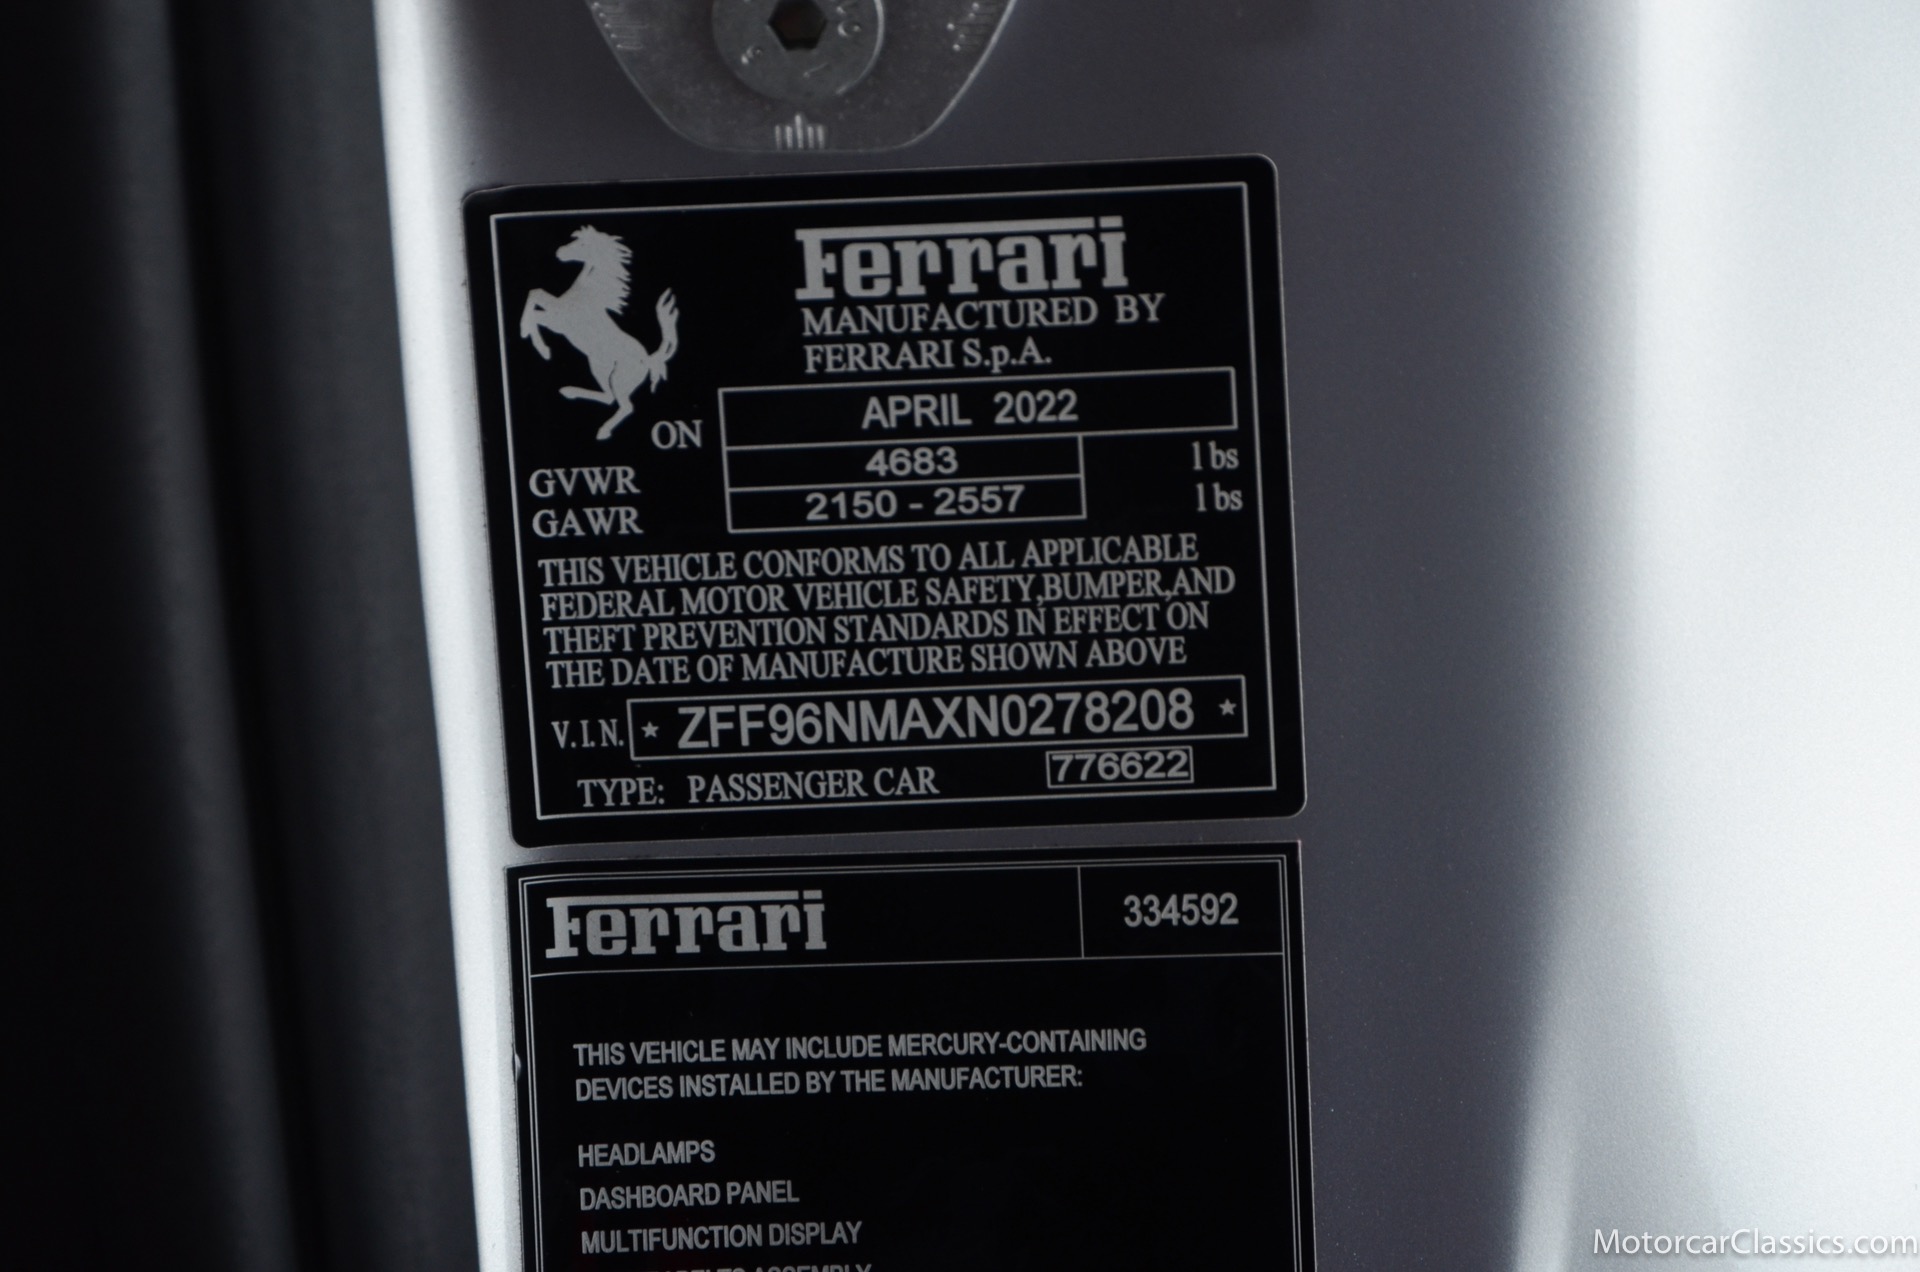 Ferrari
MANUFACTURED BY
FERRARI S.p.A.
ON APRIL 2022
GVWR 4683 lbs
GAWR 2150 - 2557 lbs
THIS VEHICLE CONFORMS TO ALL APPLICABLE
FEDERAL MOTOR VEHICLE SAFETY,BUMPER,AND
THEFT PREVENTION STANDARDS IN EFFECT ON
THE DATE OF MANUFACTURE SHOWN ABOVE
V.I.N. * ZFF96NMAXN0278208 *
TYPE: PASSENGER CAR 776622
Ferrari 334592
THIS VEHICLE MAY INCLUDE MERCURY-CONTAINING
DEVICES INSTALLED BY THE MANUFACTURER:
HEADLAMPS
DASHBOARD PANEL
MULTIFUNCTION DISPLAY
ASSEMBLY
MotorcarClassics.com